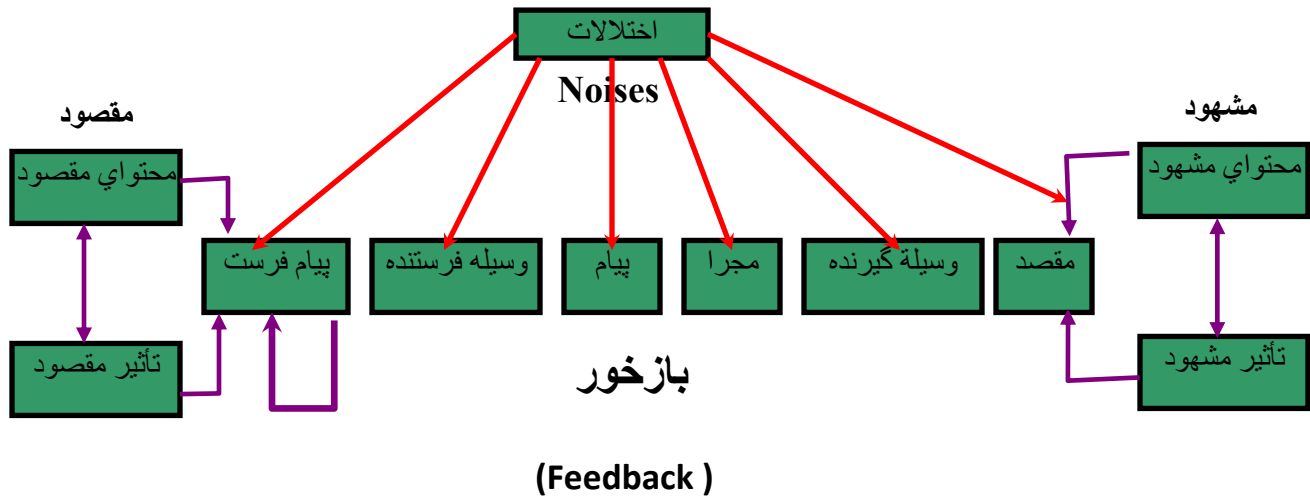 اختلالات
Noises
مقصود
مشهود
محتواي مقصود
محتواي مشهود
پيام فرست
وسيله فرستنده
پيام
مجرا
وسيلة گيرنده
مقصد
تأثير مقصود
تأثير مشهود
بازخور
(Feedback )